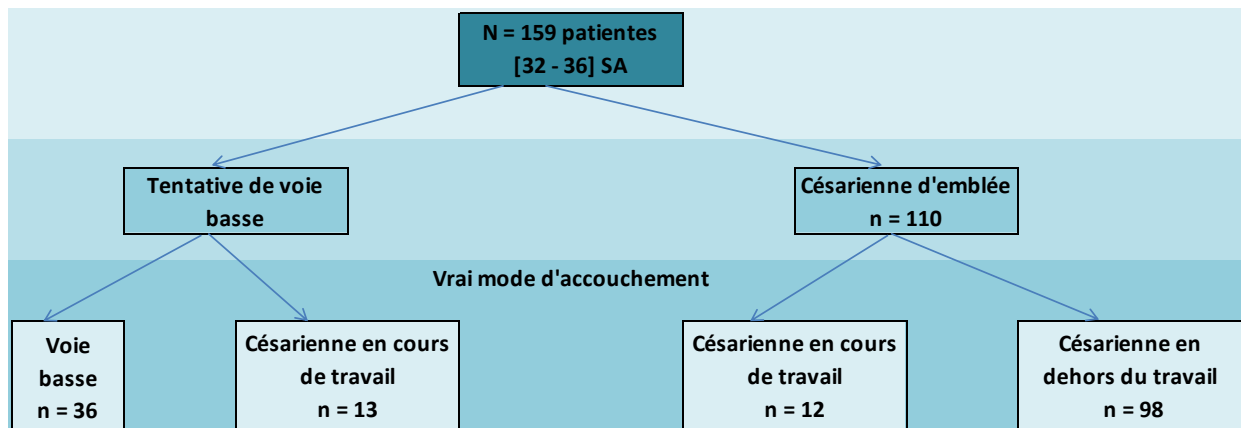 N = 159 patientes
[32 - 36] SA
Tentative de voie
basse
Césarienne d'emblée
n = 110
Vrai mode d'accouchement
Voie
basse
n = 36
Césarienne en cours
de travail
n = 13
Césarienne en cours
de travail
n = 12
Césarienne en
dehors du travail
n = 98